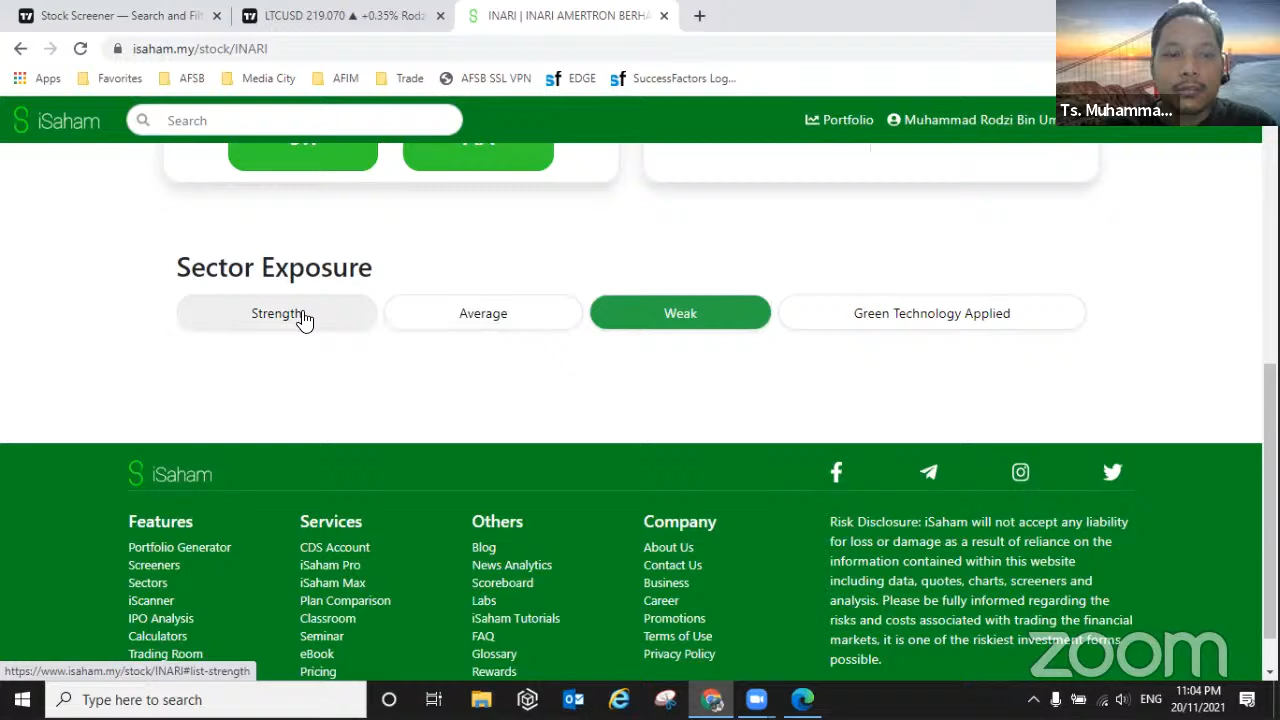 Stock Screener — Search and Filt
LTCUSD 219.070 ▲ +0.35% Rodz
INARI | INARI AMERTRON BERHA
isaham.my/stock/INARI
Apps
Favorites
AFSB
Media City
AFIM
Trade
AFSB SSL VPN
EDGE
SuccessFactors Log...
Ts. Muhamma...
iSaham
Search
Portfolio
Muhammad Rodzi Bin Um
Sector Exposure
Strength
Average
Weak
Green Technology Applied
iSaham
Features
Portfolio Generator
Screeners
Sectors
iScanner
IPO Analysis
Calculators
Trading Room
Services
CDS Account
iSaham Pro
iSaham Max
Plan Comparison
Classroom
Seminar
eBook
Pricing
Others
Blog
News Analytics
Scoreboard
Labs
iSaham Tutorials
FAQ
Glossary
Rewards
Company
About Us
Contact Us
Business
Career
Promotions
Terms of Use
Privacy Policy
Risk Disclosure: iSaham will not accept any liability
for loss or damage as a result of reliance on the
information contained within this website
including data, quotes, charts, screeners and
analysis. Please be fully informed regarding the
risks and costs associated with trading the financial
markets, it is one of the riskiest investment forms
possible.
zoom
https://www.isaham.my/stock/INARI#list-strength
Type here to search
ENG
11:04 PM
20/11/2021